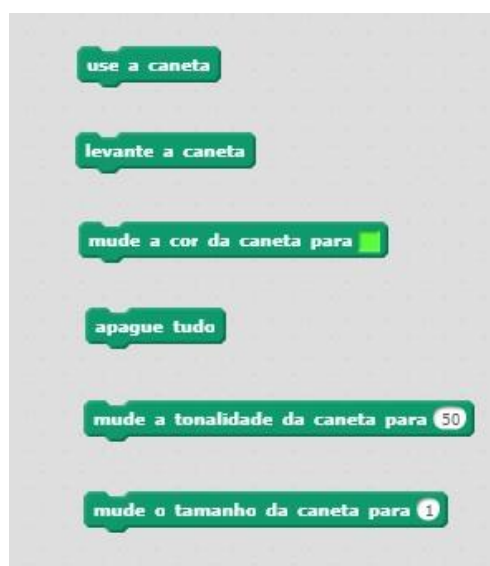 use a caneta
levante a caneta
mude a cor da caneta para
apague tudo
mude a tonalidade da caneta para 50
mude o tamanho da caneta para 1